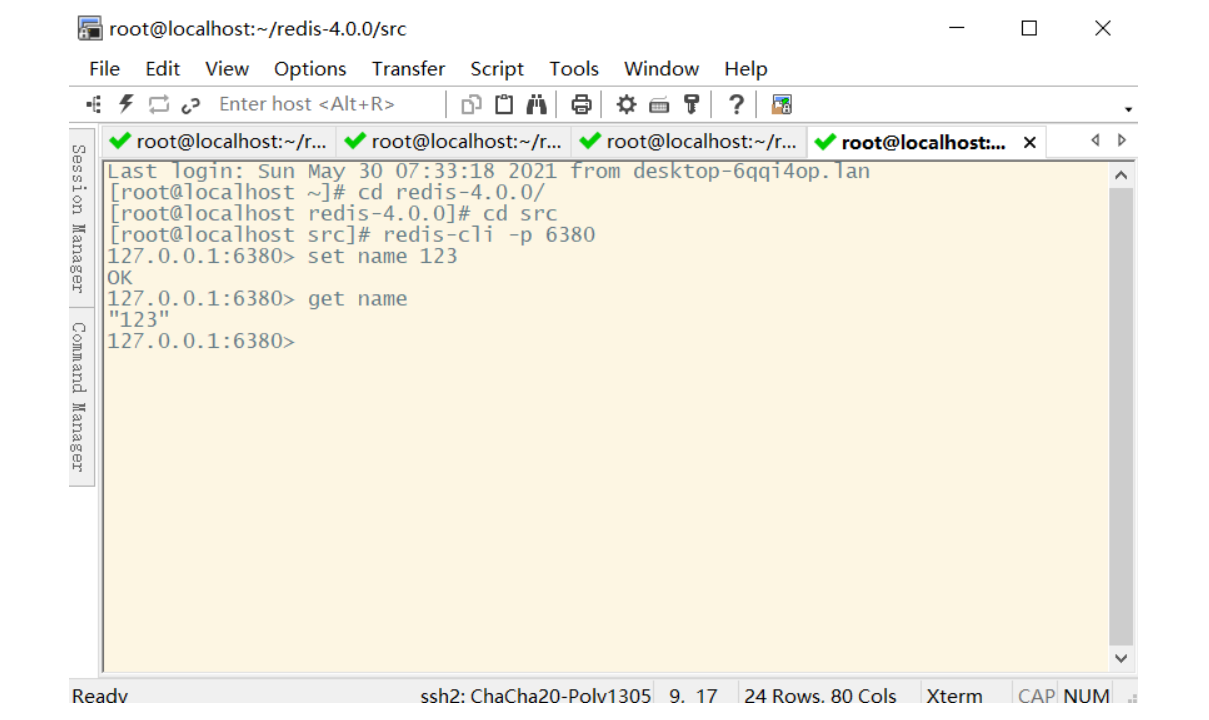 root@localhost:~/redis-4.0.0/src
File Edit View Options Transfer Script Tools Window Help
Enter host <Alt+R>
root@localhost:~/r... root@localhost:~/r... root@localhost:~/r... root@localhost:...
Session Manager
Command Manager
Last login: Sun May 30 07:33:18 2021 from desktop-6qqi4op.lan
[root@localhost ~]# cd redis-4.0.0/
[root@localhost redis-4.0.0]# cd src
[root@localhost src]# redis-cli -p 6380
127.0.0.1:6380> set name 123
OK
127.0.0.1:6380> get name
"123"
127.0.0.1:6380>
Ready ssh2: ChaCha20-Poly1305 9, 17 24 Rows, 80 Cols Xterm CAP NUM